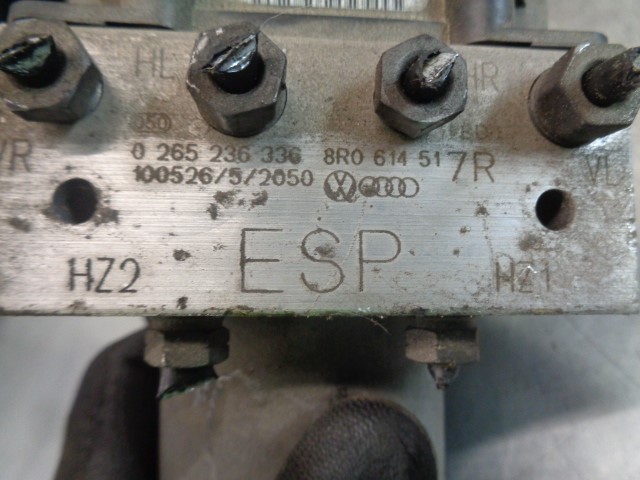 HL HR
0 265 236 336 8R0 614 517R
VR VL
100526/5/2050
ESP
HZ2 HZ1